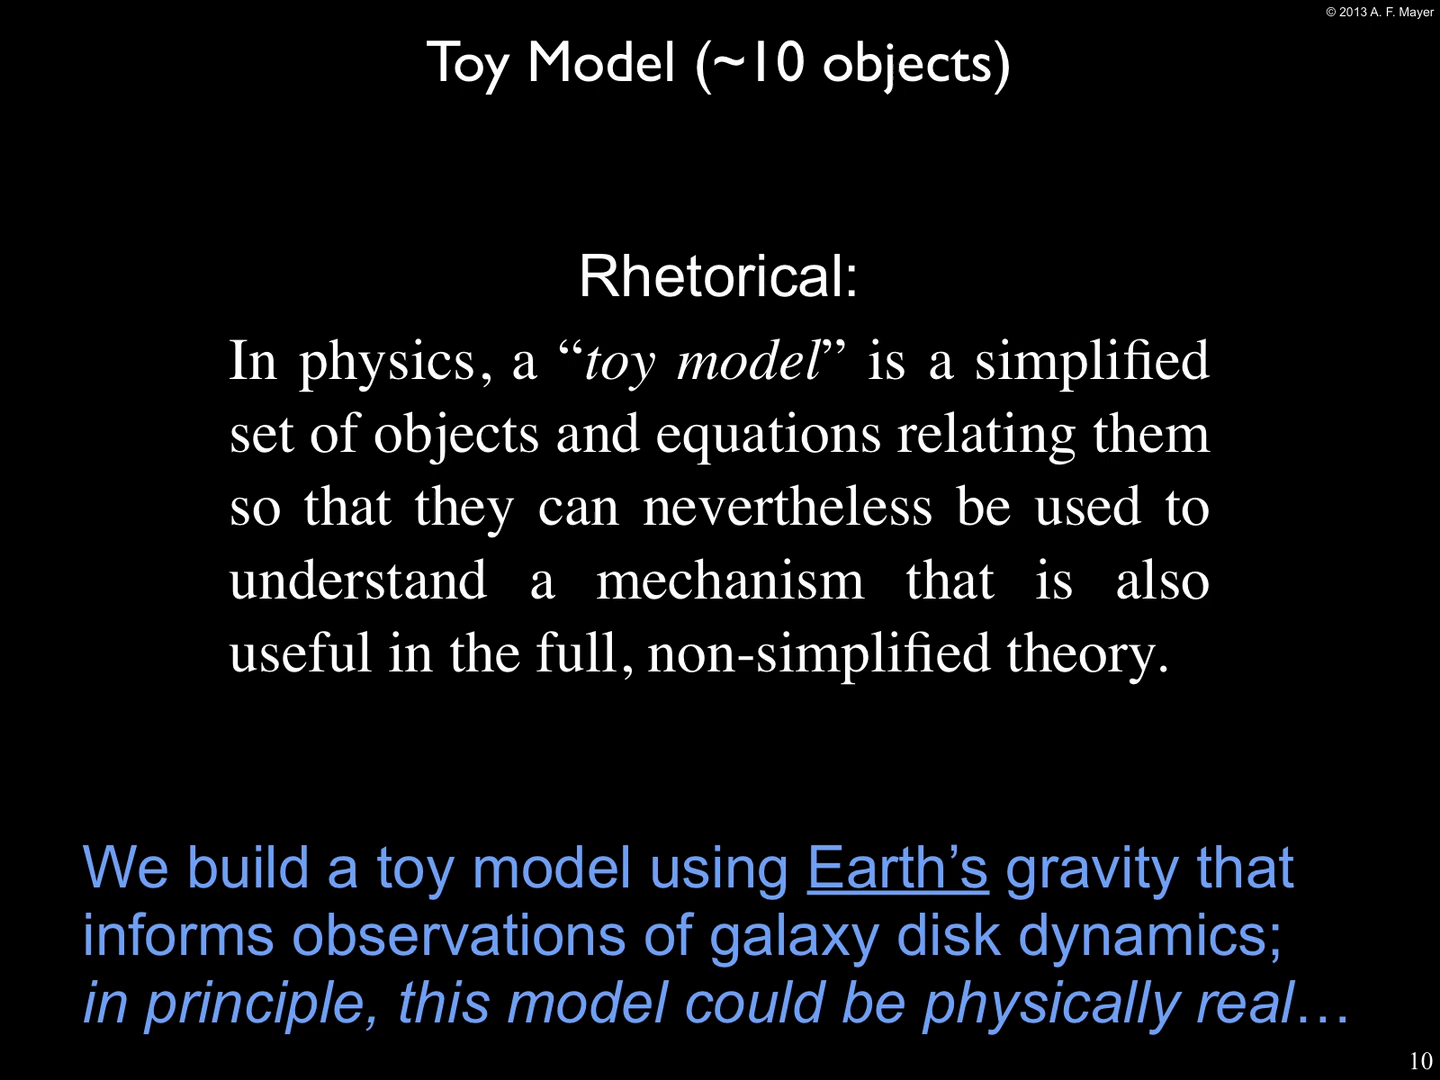 © 2013 A. F. Mayer
Toy Model (~10 objects)
Rhetorical:
In physics, a “toy model” is a simplified
set of objects and equations relating them
so that they can nevertheless be used to
understand a mechanism that is also
useful in the full, non-simplified theory.
We build a toy model using Earth’s gravity that
informs observations of galaxy disk dynamics;
in principle, this model could be physically real…
10